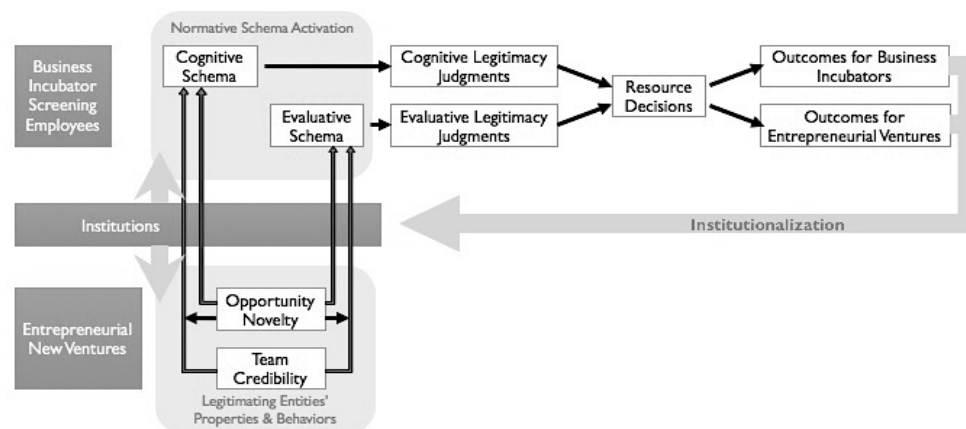 Normative Schema Activation
Business
Incubator
Screening
Employees
Cognitive
Schema
Cognitive Legitimacy
Judgments
Outcomes for Business
Incubators
Resource
Decisions
Evaluative
Schema
Evaluative Legitimacy
Judgments
Outcomes for
Entrepreneurial Ventures
Institutions
Institutionalization
Entrepreneurial
New Ventures
Opportunity
Novelty
Team
Credibility
Legitimating Entities'
Properties & Behaviors